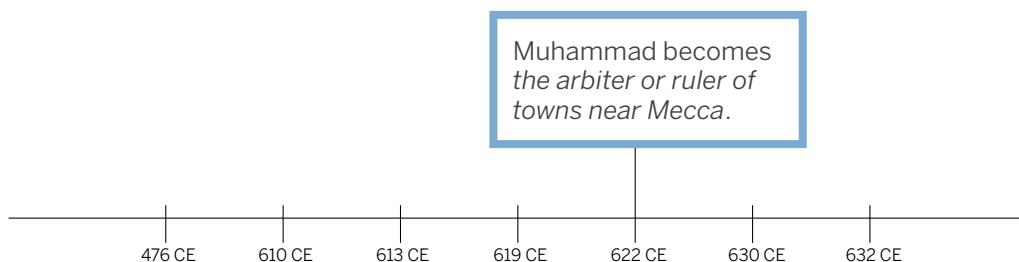 Muhammad becomes
the arbiter or ruler of
towns near Mecca.
476 CE 610 CE 613 CE 619 CE 622 CE 630 CE 632 CE